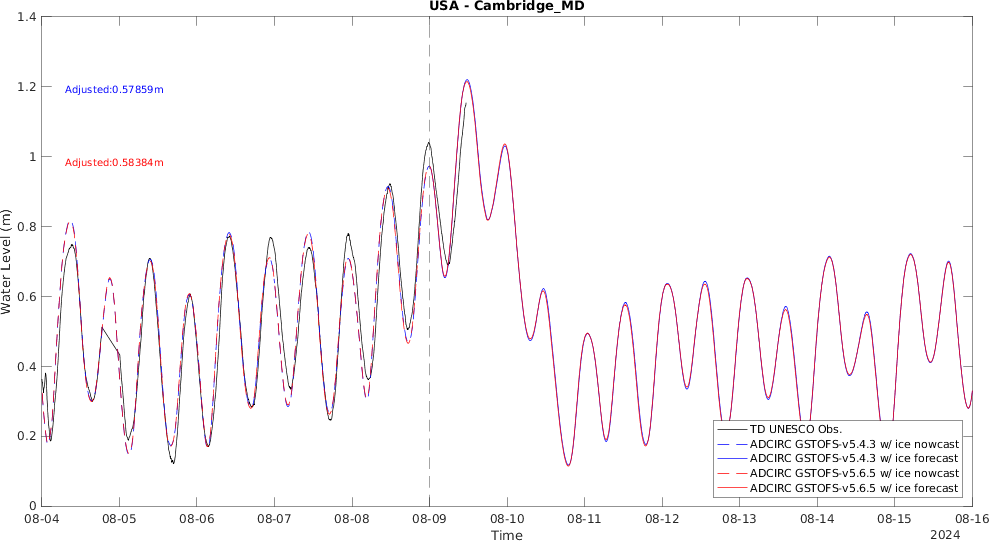 USA - Cambridge_MD
1.4
1.2
1
0.8
0.6
0.4
0.2
0
Water Level (m)
Adjusted:0.57859m
Adjusted:0.58384m
TD UNESCO Obs.
ADCIRC GSTOFS-v5.4.3 w/ ice nowcast
ADCIRC GSTOFS-v5.4.3 w/ ice forecast
ADCIRC GSTOFS-v5.6.5 w/ ice nowcast
ADCIRC GSTOFS-v5.6.5 w/ ice forecast
08-04 08-05 08-06 08-07 08-08 08-09 08-10 08-11 08-12 08-13 08-14 08-15 08-16
Time
2024